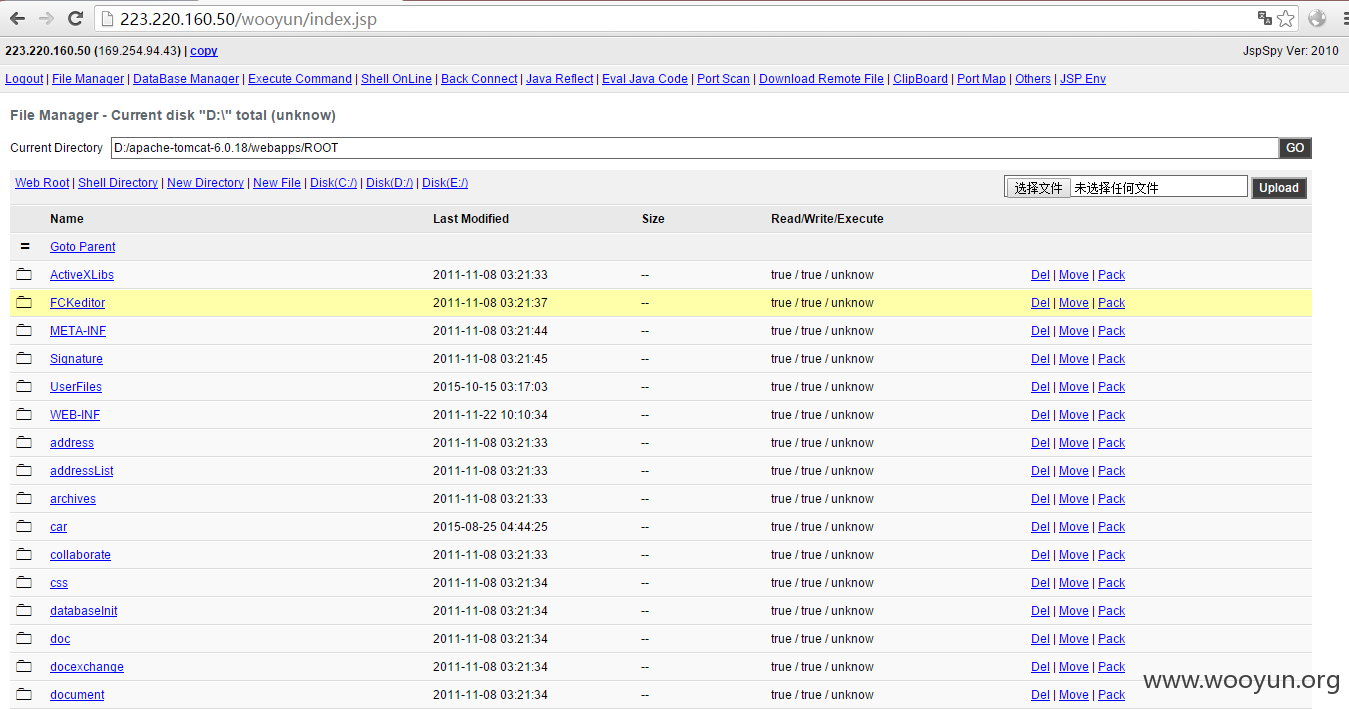 223.220.160.50/wooyun/index.jsp
223.220.160.50 (169.254.94.43) | copy JspSpy Ver: 2010
Logout | File Manager | DataBase Manager | Execute Command | Shell OnLine | Back Connect | Java Reflect | Eval Java Code | Port Scan | Download Remote File | ClipBoard | Port Map | Others | JSP Env
File Manager - Current disk "D:\" total (unknow)
Current Directory D:/apache-tomcat-6.0.18/webapps/ROOT GO
Web Root | Shell Directory | New Directory | New File | Disk(C:/) | Disk(D:/) | Disk(E:/) 选择文件 未选择任何文件 Upload
Name Last Modified Size Read/Write/Execute
= Goto Parent
ActiveXLibs 2011-11-08 03:21:33 -- true / true / unknow Del | Move | Pack
FCKeditor 2011-11-08 03:21:37 -- true / true / unknow Del | Move | Pack
META-INF 2011-11-08 03:21:44 -- true / true / unknow Del | Move | Pack
Signature 2011-11-08 03:21:45 -- true / true / unknow Del | Move | Pack
UserFiles 2015-10-15 03:17:03 -- true / true / unknow Del | Move | Pack
WEB-INF 2011-11-22 10:10:34 -- true / true / unknow Del | Move | Pack
address 2011-11-08 03:21:33 -- true / true / unknow Del | Move | Pack
addressList 2011-11-08 03:21:33 -- true / true / unknow Del | Move | Pack
archives 2011-11-08 03:21:33 -- true / true / unknow Del | Move | Pack
car 2015-08-25 04:44:25 -- true / true / unknow Del | Move | Pack
collaborate 2011-11-08 03:21:33 -- true / true / unknow Del | Move | Pack
css 2011-11-08 03:21:34 -- true / true / unknow Del | Move | Pack
databaseInit 2011-11-08 03:21:34 -- true / true / unknow Del | Move | Pack
doc 2011-11-08 03:21:34 -- true / true / unknow Del | Move | Pack
docexchange 2011-11-08 03:21:34 -- true / true / unknow Del | Move | Pack
document 2011-11-08 03:21:34 -- true / true / unknow Del | Move | Pack
www.wooyun.org